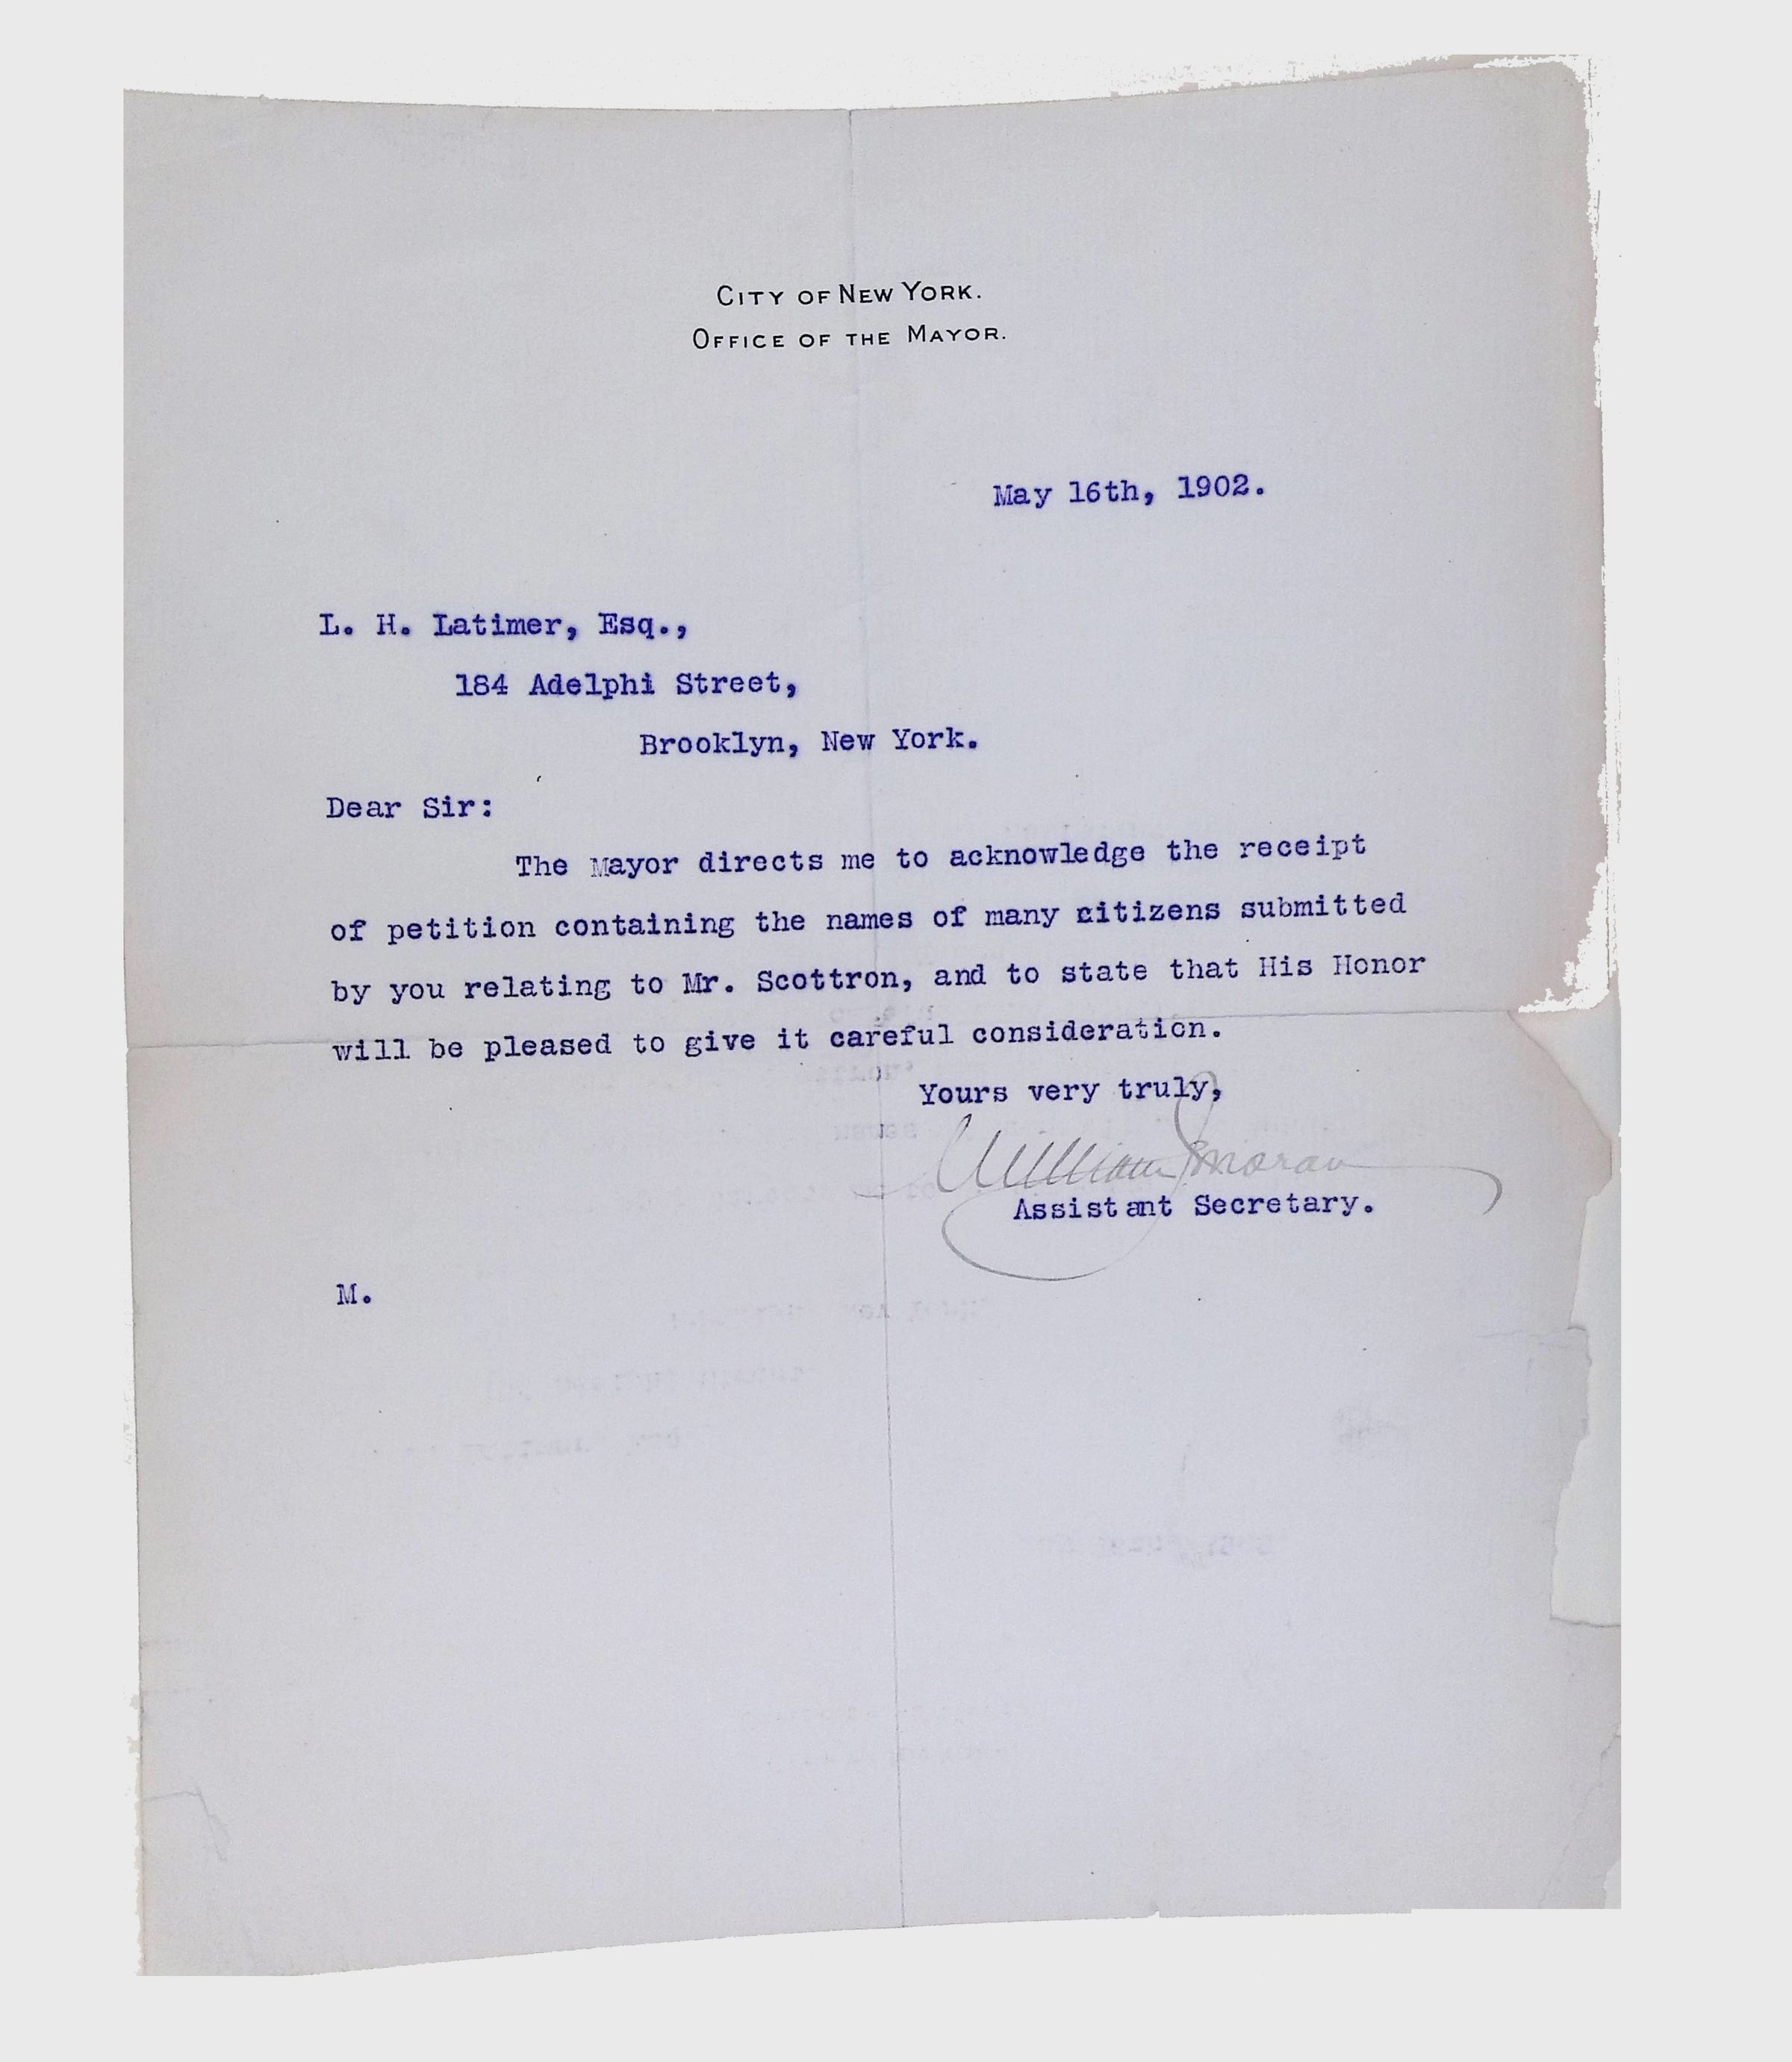 CITY OF NEW YORK.
OFFICE OF THE MAYOR.
May 16th, 1902.
L. H. Latimer, Esq.,
184 Adelphi Street,
Brooklyn, New York.
Dear Sir:
The Mayor directs me to acknowledge the receipt
of petition containing the names of many citizens submitted
by you relating to Mr. Scottron, and to state that His Honor
will be pleased to give it careful consideration.
Yours very truly,
William J Moran
Assistant Secretary.
M.